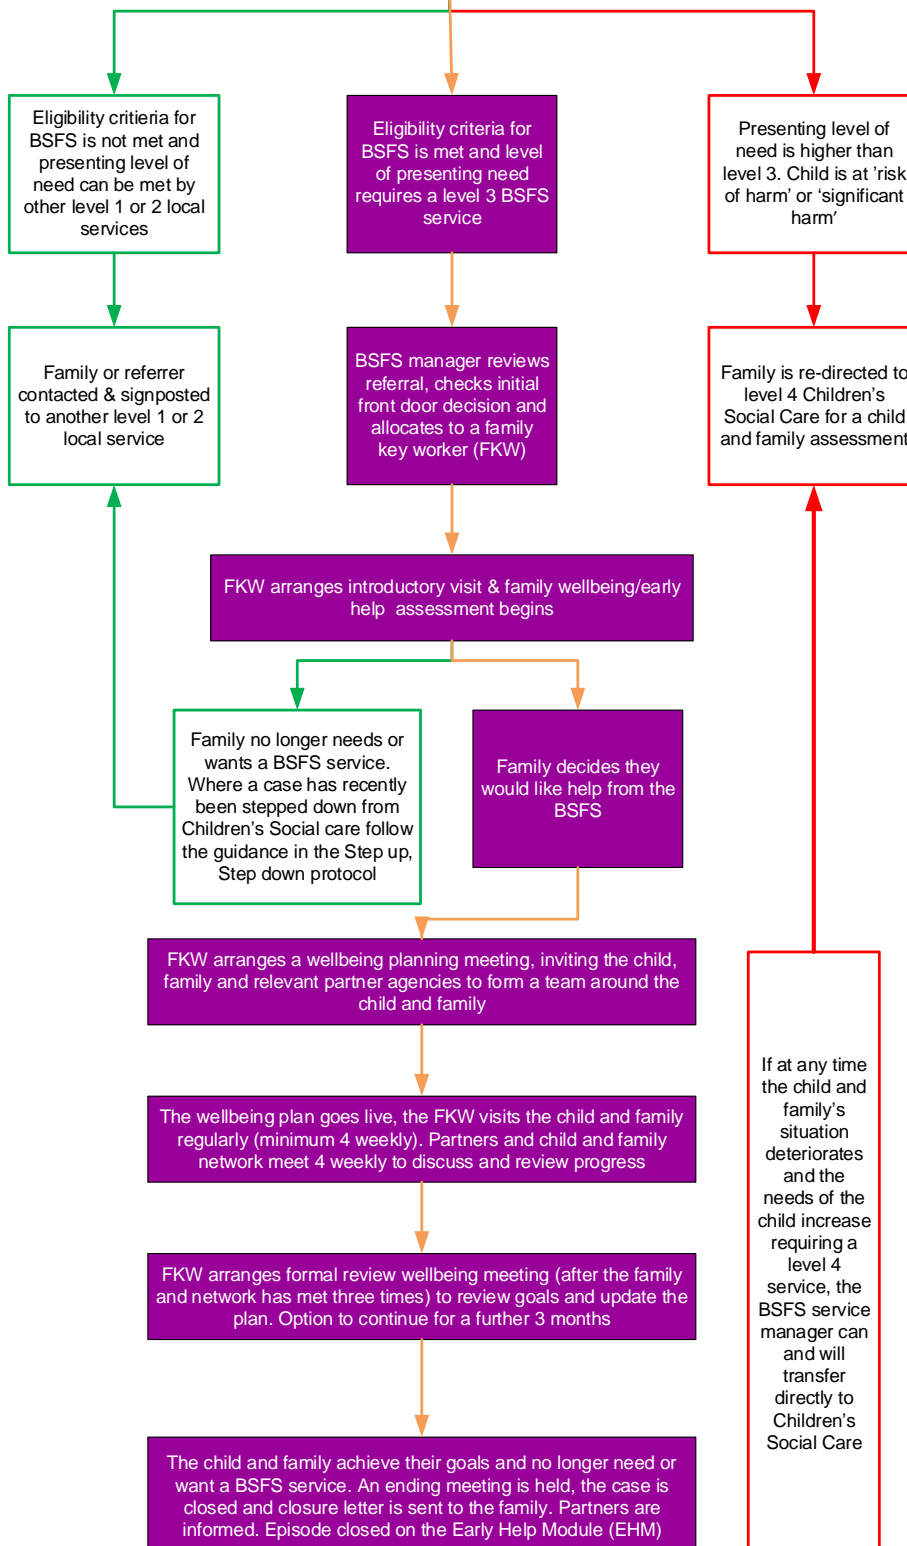 Eligibility critieria for
BSFS is not met and
presenting level of
need can be met by
other level 1 or 2 local
services
Eligibility criteria for
BSFS is met and level
of presenting need
requires a level 3 BSFS
service
Presenting level of
need is higher than
level 3. Child is at 'risk
of harm' or 'significant
harm'
Family or referrer
contacted & signposted
to another level 1 or 2
local service
BSFS manager reviews
referral, checks initial
front door decision and
allocates to a family
key worker (FKW)
Family is re-directed to
level 4 Children's
Social Care for a child
and family assessment
FKW arranges introductory visit & family wellbeing/early
help assessment begins
Family no longer needs or
wants a BSFS service.
Where a case has recently
been stepped down from
Children's Social care follow
the guidance in the Step up,
Step down protocol
Family decides they
would like help from the
BSFS
FKW arranges a wellbeing planning meeting, inviting the child,
family and relevant partner agencies to form a team around the
child and family
The wellbeing plan goes live, the FKW visits the child and family
regularly (minimum 4 weekly). Partners and child and family
network meet 4 weekly to discuss and review progress
FKW arranges formal review wellbeing meeting (after the family
and network has met three times) to review goals and update the
plan. Option to continue for a further 3 months
The child and family achieve their goals and no longer need or
want a BSFS service. An ending meeting is held, the case is
closed and closure letter is sent to the family. Partners are
informed. Episode closed on the Early Help Module (EHM)
If at any time
the child and
family's
situation
deteriorates
and the
needs of the
child increase
requiring a
level 4
service, the
BSFS service
manager can
and will
transfer
directly to
Children's
Social Care